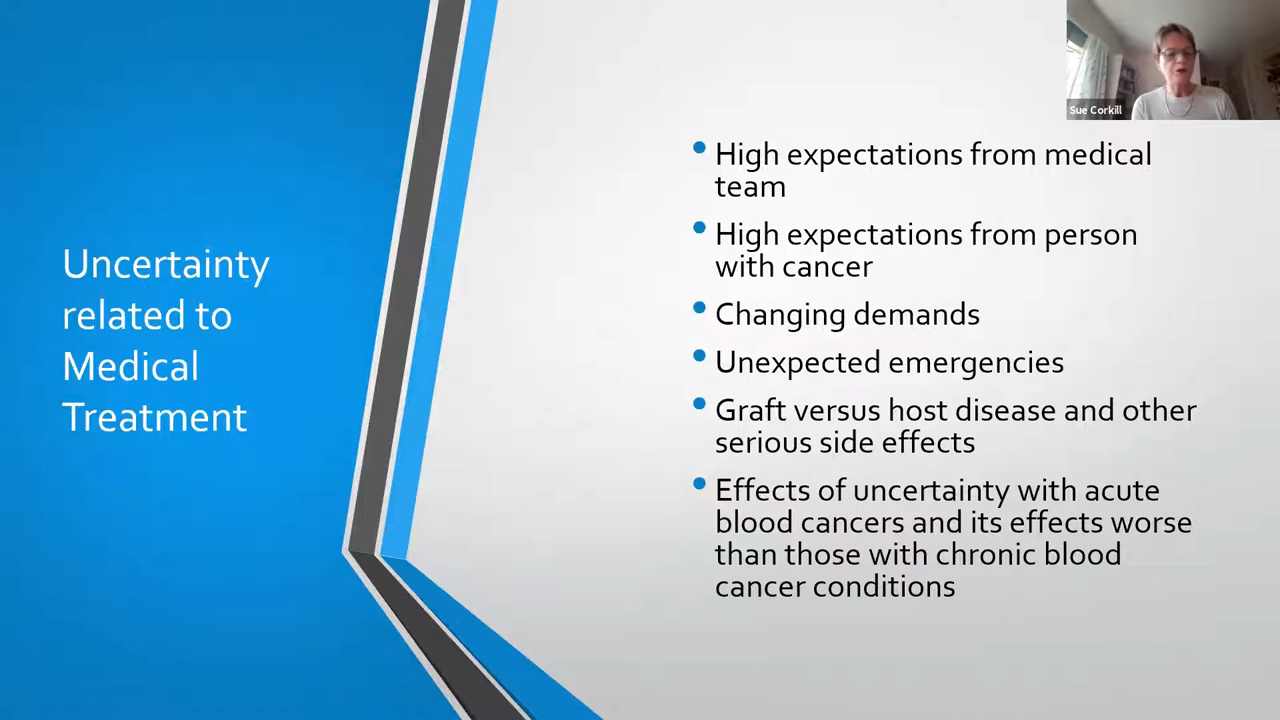 Uncertainty
related to
Medical
Treatment
Sue Corkill
• High expectations from medical
team
• High expectations from person
with cancer
• Changing demands
• Unexpected emergencies
• Graft versus host disease and other
serious side effects
• Effects of uncertainty with acute
blood cancers and its effects worse
than those with chronic blood
cancer conditions